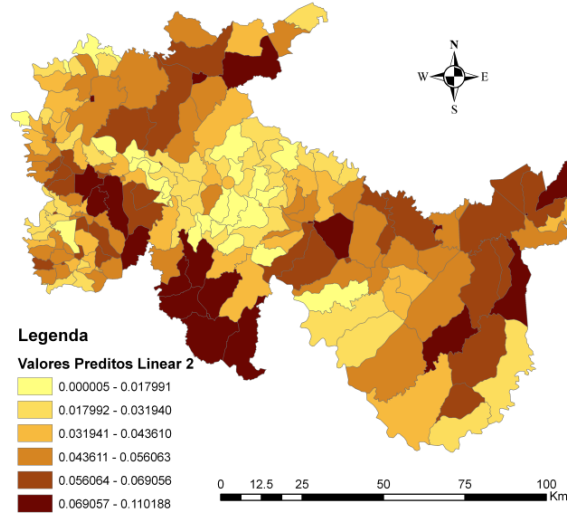 N
W E
S
Legenda
Valores Preditos Linear 2
0.000005 - 0.017991
0.017992 - 0.031940
0.031941 - 0.043610
0.043611 - 0.056063
0.056064 - 0.069056
0.069057 - 0.110188
0 12.5 25 50 75 100
Km